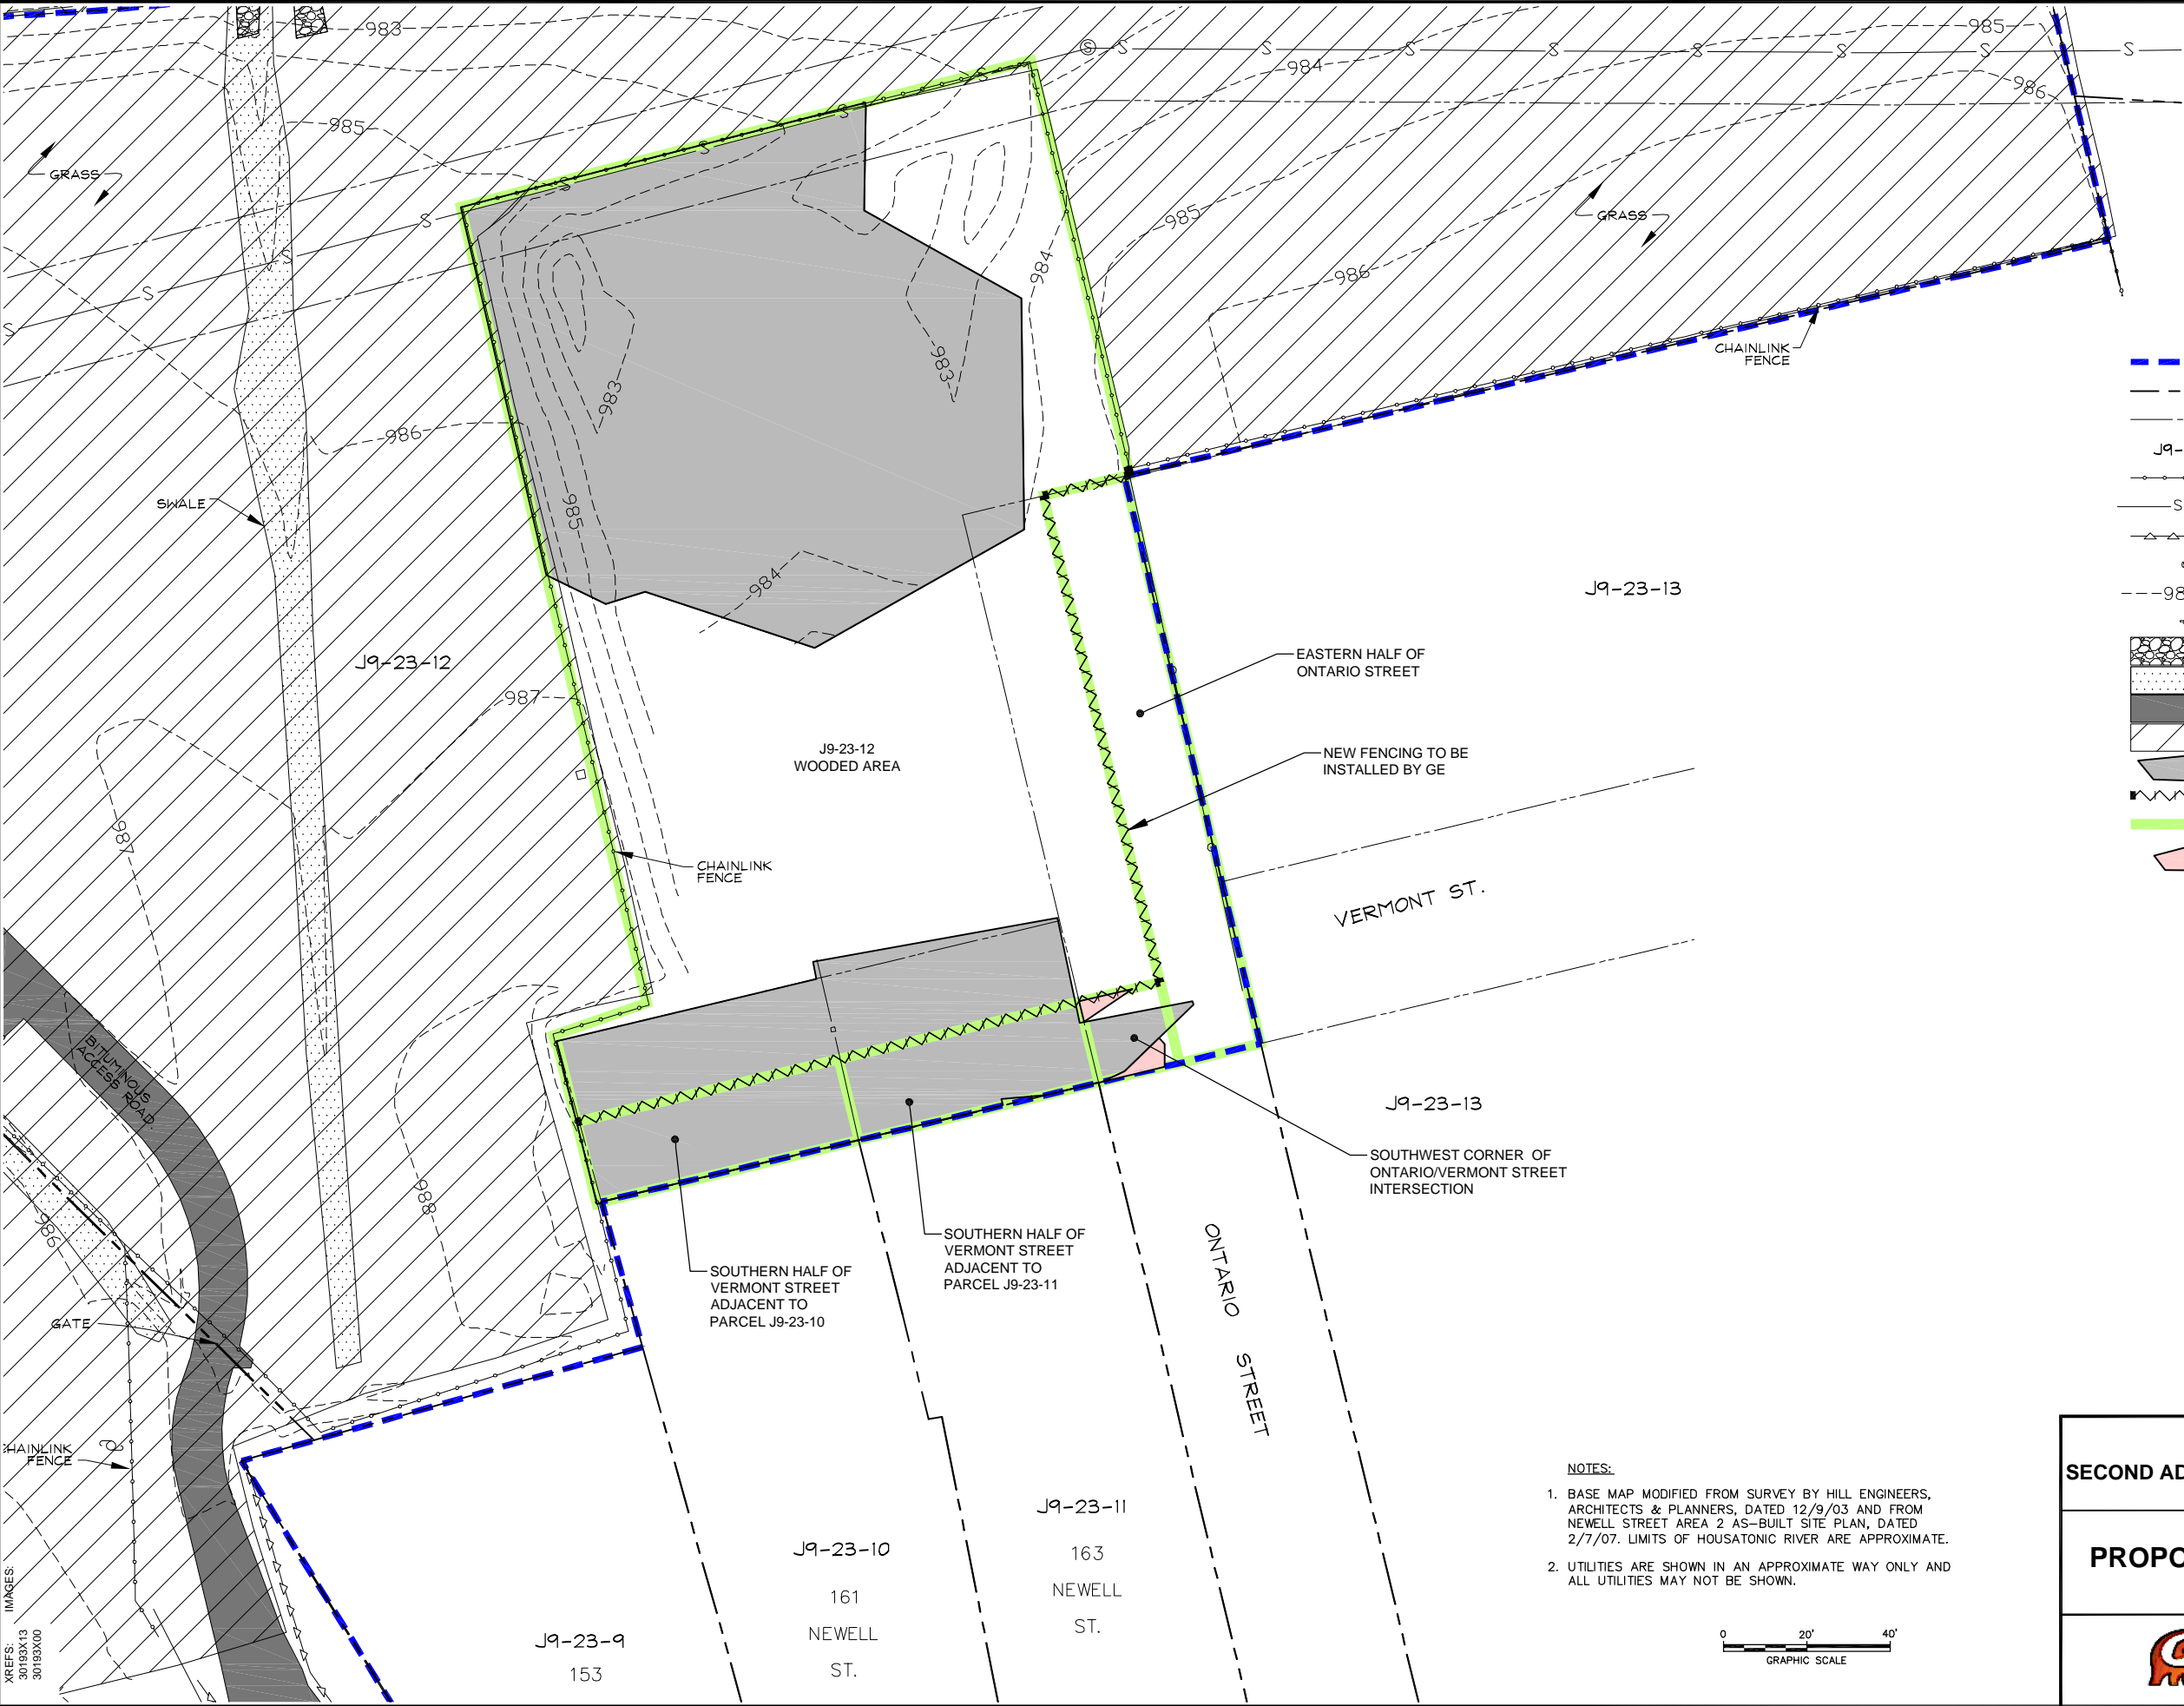 983
S
S
S
S
S
S
S
S
985
S
984
986
985
GRASS
S
S
S
S
985
GRASS
S
S
S
S
984
986
983
983
CHAINLINK
FENCE
986
J9-
S
985
SWALE
984
98
J9-23-13
J9-23-12
EASTERN HALF OF
ONTARIO STREET
987
J9-23-12
WOODED AREA
NEW FENCING TO BE
INSTALLED BY GE
987
CHAINLINK
FENCE
VERMONT ST.
BITUMINOUS
ACCESS ROAD
J9-23-13
SOUTHWEST CORNER OF
ONTARIO/VERMONT STREET
INTERSECTION
988
986
SOUTHERN HALF OF
VERMONT STREET
ADJACENT TO
PARCEL J9-23-11
SOUTHERN HALF OF
VERMONT STREET
ADJACENT TO
PARCEL J9-23-10
ONTARIO STREET
GATE
HAINLINK
FENCE
NOTES:
1. BASE MAP MODIFIED FROM SURVEY BY HILL ENGINEERS,
ARCHITECTS & PLANNERS, DATED 12/9/03 AND FROM
NEWELL STREET AREA 2 AS-BUILT SITE PLAN, DATED
2/7/07. LIMITS OF HOUSATONIC RIVER ARE APPROXIMATE.
2. UTILITIES ARE SHOWN IN AN APPROXIMATE WAY ONLY AND
ALL UTILITIES MAY NOT BE SHOWN.
SECOND AD
PROPO
J9-23-11
163
NEWELL
ST.
J9-23-10
161
NEWELL
ST.
J9-23-9
153
0 20' 40'
GRAPHIC SCALE
XREFS: IMAGES:
30193X13
30193X00